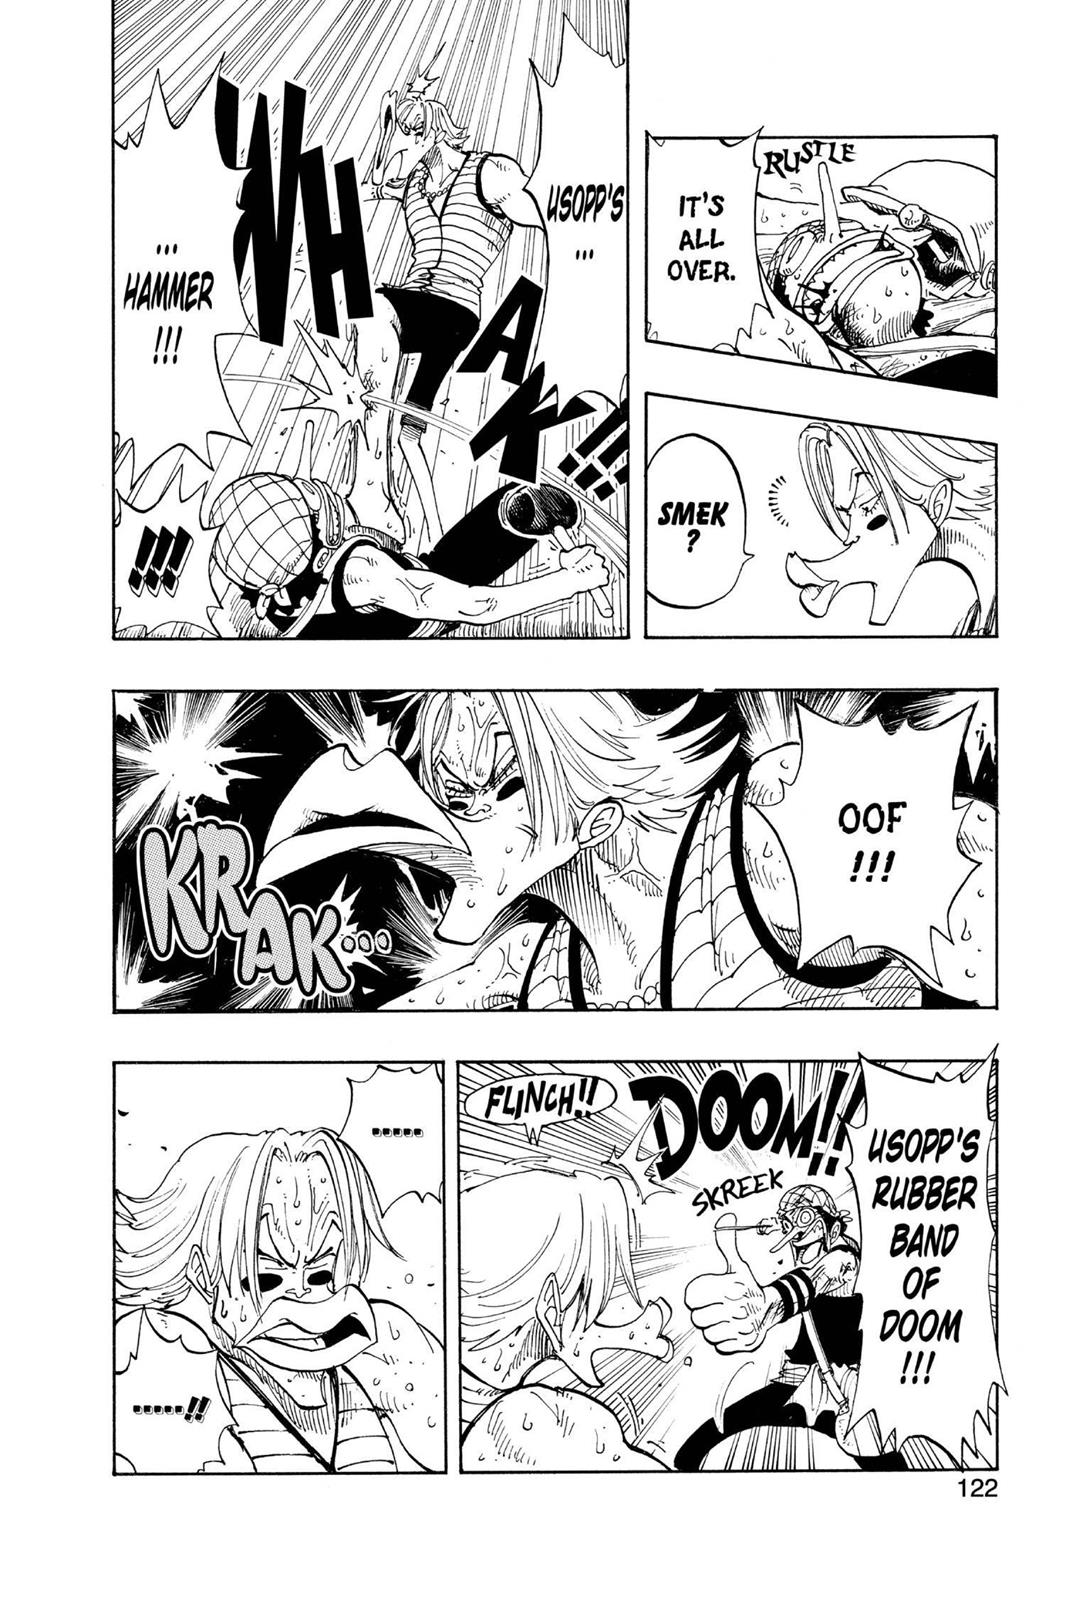 RUSTLE
IT'S
ALL
OVER.
SMEK
?
USOPP'S
...
WHAK!!!
...
HAMMER
!!!
!!!
OOF
!!!
KRAK...
USOPP'S
RUBBER
BAND
OF
DOOM
!!!
DOOM!!
SKREEK
FLINCH!!
.....
.....!!
122